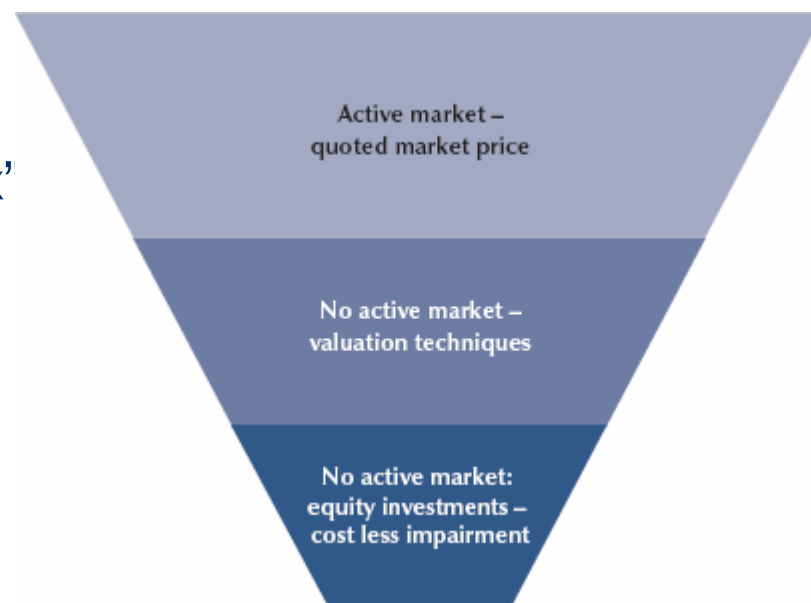 Active market –
quoted market price
No active market –
valuation techniques
No active market:
equity investments –
cost less impairment